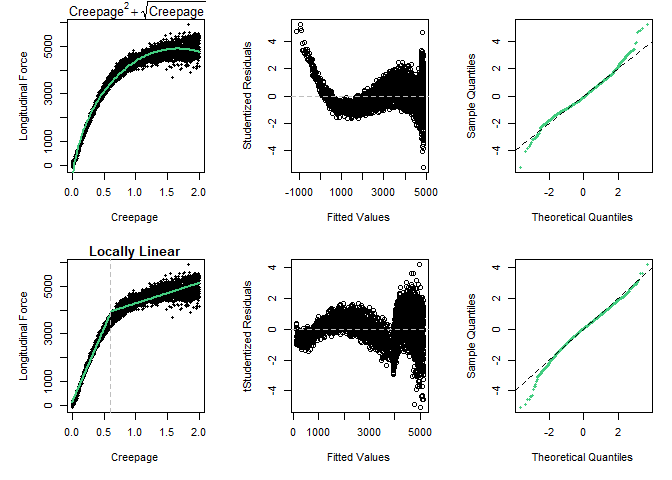 Creepage² + √Creepage
Longitudinal Force
0 1000 3000 5000
0.0 0.5 1.0 1.5 2.0
Creepage
Studentized Residuals
-4 -2 0 2 4
-1000 1000 3000 5000
Fitted Values
Sample Quantiles
-4 -2 0 2 4
-2 0 2
Theoretical Quantiles
Locally Linear
Longitudinal Force
0 1000 3000 5000
0.0 0.5 1.0 1.5 2.0
Creepage
tStudentized Residuals
-4 -2 0 2 4
0 1000 3000 5000
Fitted Values
Sample Quantiles
-4 -2 0 2 4
-2 0 2
Theoretical Quantiles